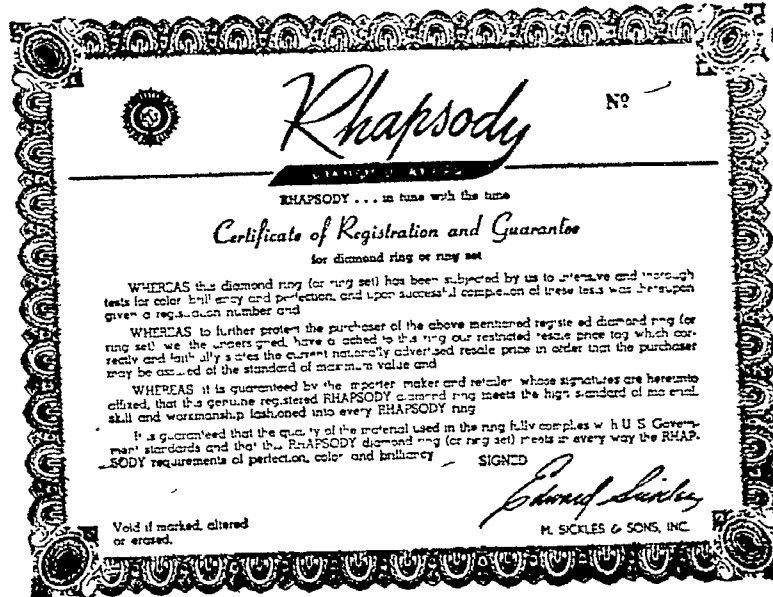 Rhapsody
Nº
RHAPSODY . . . in tune with the time
Certificate of Registration and Guarantee
for diamond ring or ring set
WHEREAS this diamond ring (or ring set) has been subjected by us to intensive and thorough
tests for color brilliancy and perfection, and upon successful completion of these tests was thereupon
given a registration number and
WHEREAS to further protect the purchaser of the above mentioned registered diamond ring (or
ring set) we the undersigned, have attached to this ring our restricted resale price tag which cor-
rectly and faithfully states the current nationally advertised resale price in order that the purchaser
may be assured of the standard of maximum value and
WHEREAS it is guaranteed by the importer maker and retailer whose signatures are hereunto
affixed, that this genuine registered RHAPSODY diamond ring meets the high standard of material,
skill and workmanship fashioned into every RHAPSODY ring
It is guaranteed that the quality of the material used in the ring fully complies with U S Govern-
ment standards and that this RHAPSODY diamond ring (or ring set) meets in every way the RHAP-
SODY requirements of perfection, color and brilliancy
SIGNED
Edward Sickles
Void if marked, altered
or erased.
M. SICKLES & SONS, INC.